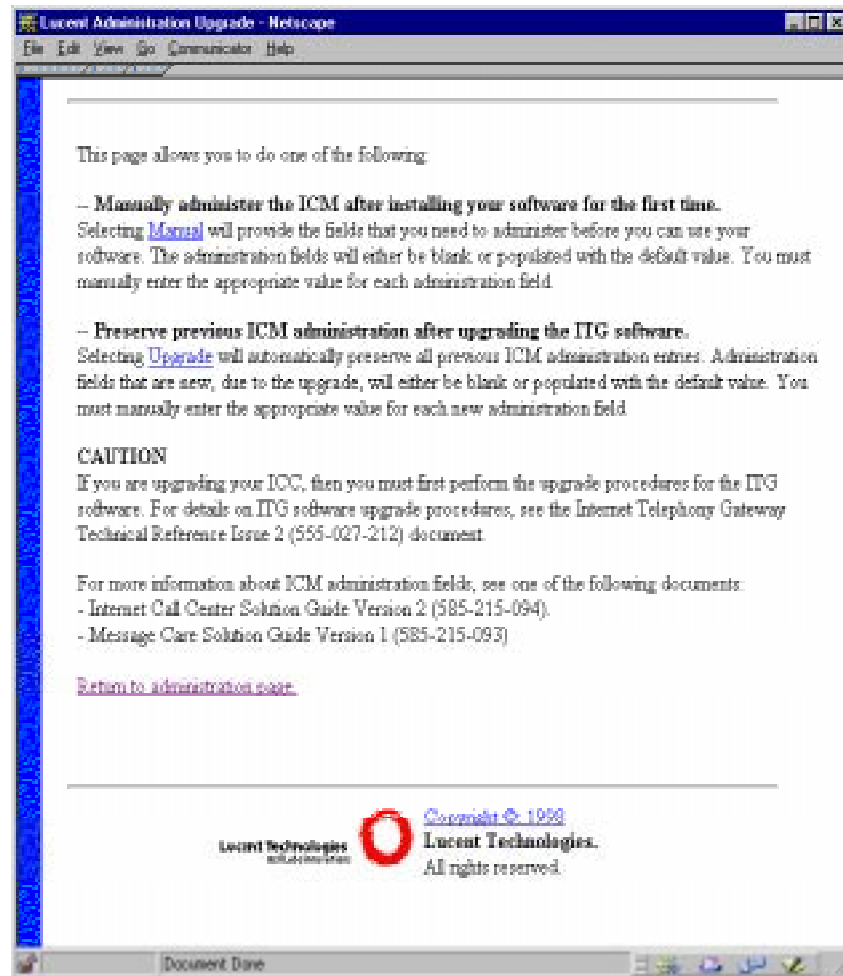 Lucent Administration Upgrade - Netscape
File Edit View Go Communicator Help
This page allows you to do one of the following:
-- Manually administer the ICM after installing your software for the first time.
Selecting Manual will provide the fields that you need to administer before you can use your
software. The administration fields will either be blank or populated with the default value. You must
manually enter the appropriate value for each administration field.
-- Preserve previous ICM administration after upgrading the ITG software.
Selecting Upgrade will automatically preserve all previous ICM administration entries. Administration
fields that are new, due to the upgrade, will either be blank or populated with the default value. You
must manually enter the appropriate value for each new administration field.
CAUTION
If you are upgrading your ICC, then you must first perform the upgrade procedures for the ITG
software. For details on ITG software upgrade procedures, see the Internet Telephony Gateway
Technical Reference Issue 2 (555-027-212) document.
For more information about ICM administration fields, see one of the following documents:
- Internet Call Center Solution Guide Version 2 (585-215-094).
- Message Care Solution Guide Version 1 (585-215-093)
Return to administration page.
Lucent Technologies
Bell Labs Innovations
Copyright ©: 1998
Lucent Technologies.
All rights reserved.
Document Done